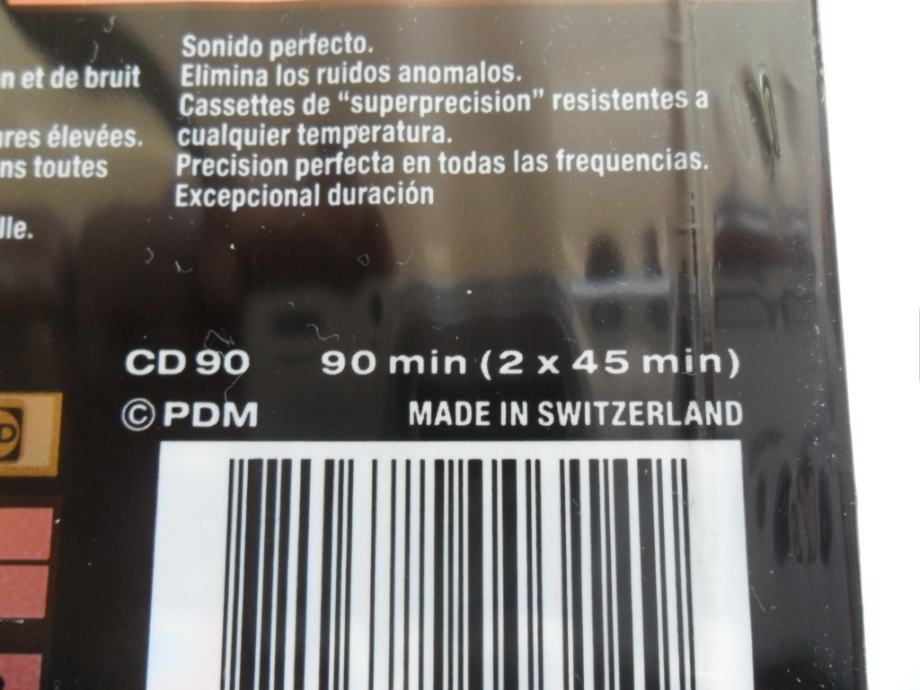 n et de bruit
ures élevées.
ns toutes
lle.
Sonido perfecto.
Elimina los ruidos anomalos.
Cassettes de “superprecision” resistentes a
cualquier temperatura.
Precision perfecta en todas las frequencias.
Excepcional duración
CD 90 90 min (2 x 45 min)
© PDM MADE IN SWITZERLAND
D